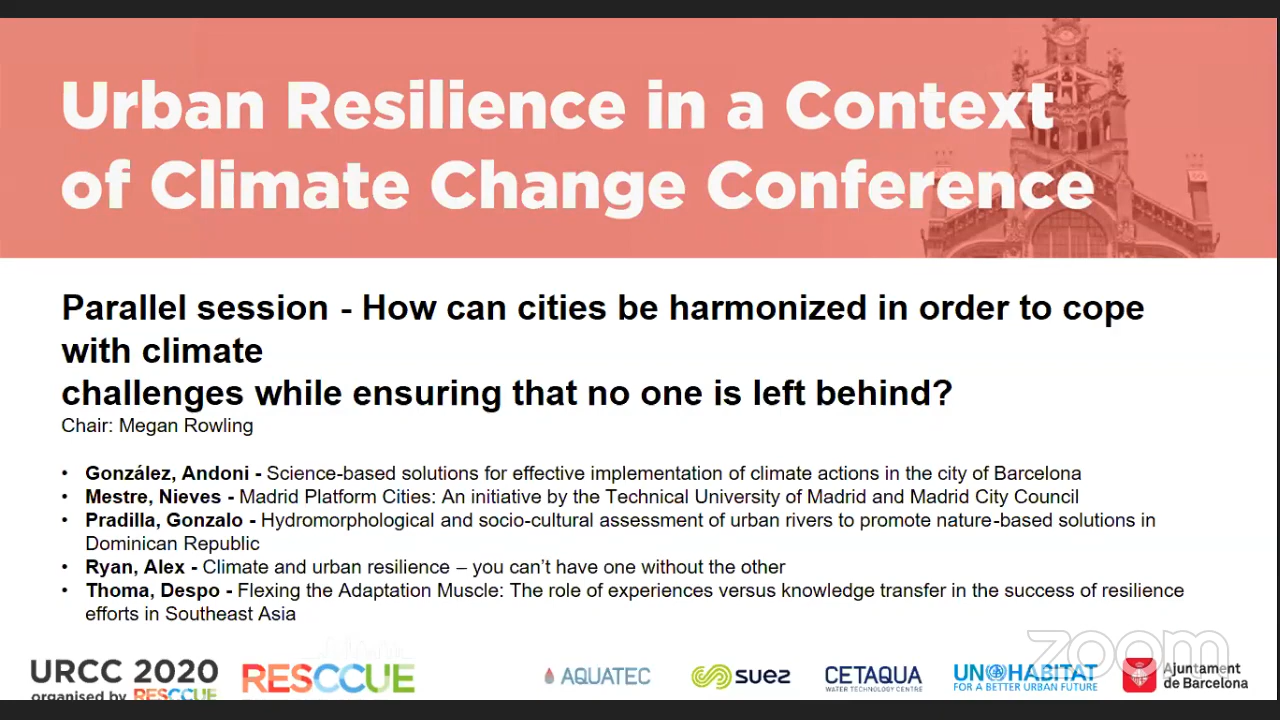 Urban Resilience in a Context
of Climate Change Conference
Parallel session - How can cities be harmonized in order to cope
with climate
challenges while ensuring that no one is left behind?
Chair: Megan Rowling
• González, Andoni - Science-based solutions for effective implementation of climate actions in the city of Barcelona
• Mestre, Nieves - Madrid Platform Cities: An initiative by the Technical University of Madrid and Madrid City Council
• Pradilla, Gonzalo - Hydromorphological and socio-cultural assessment of urban rivers to promote nature-based solutions in
Dominican Republic
• Ryan, Alex - Climate and urban resilience – you can’t have one without the other
• Thoma, Despo - Flexing the Adaptation Muscle: The role of experiences versus knowledge transfer in the success of resilience
efforts in Southeast Asia
zoom
URCC 2020
organised by RESCCUE
RESCCUE
AQUATEC
suez
CETAQUA
WATER TECHNOLOGY CENTRE
UN HABITAT
FOR A BETTER URBAN FUTURE
Ajuntament
de Barcelona